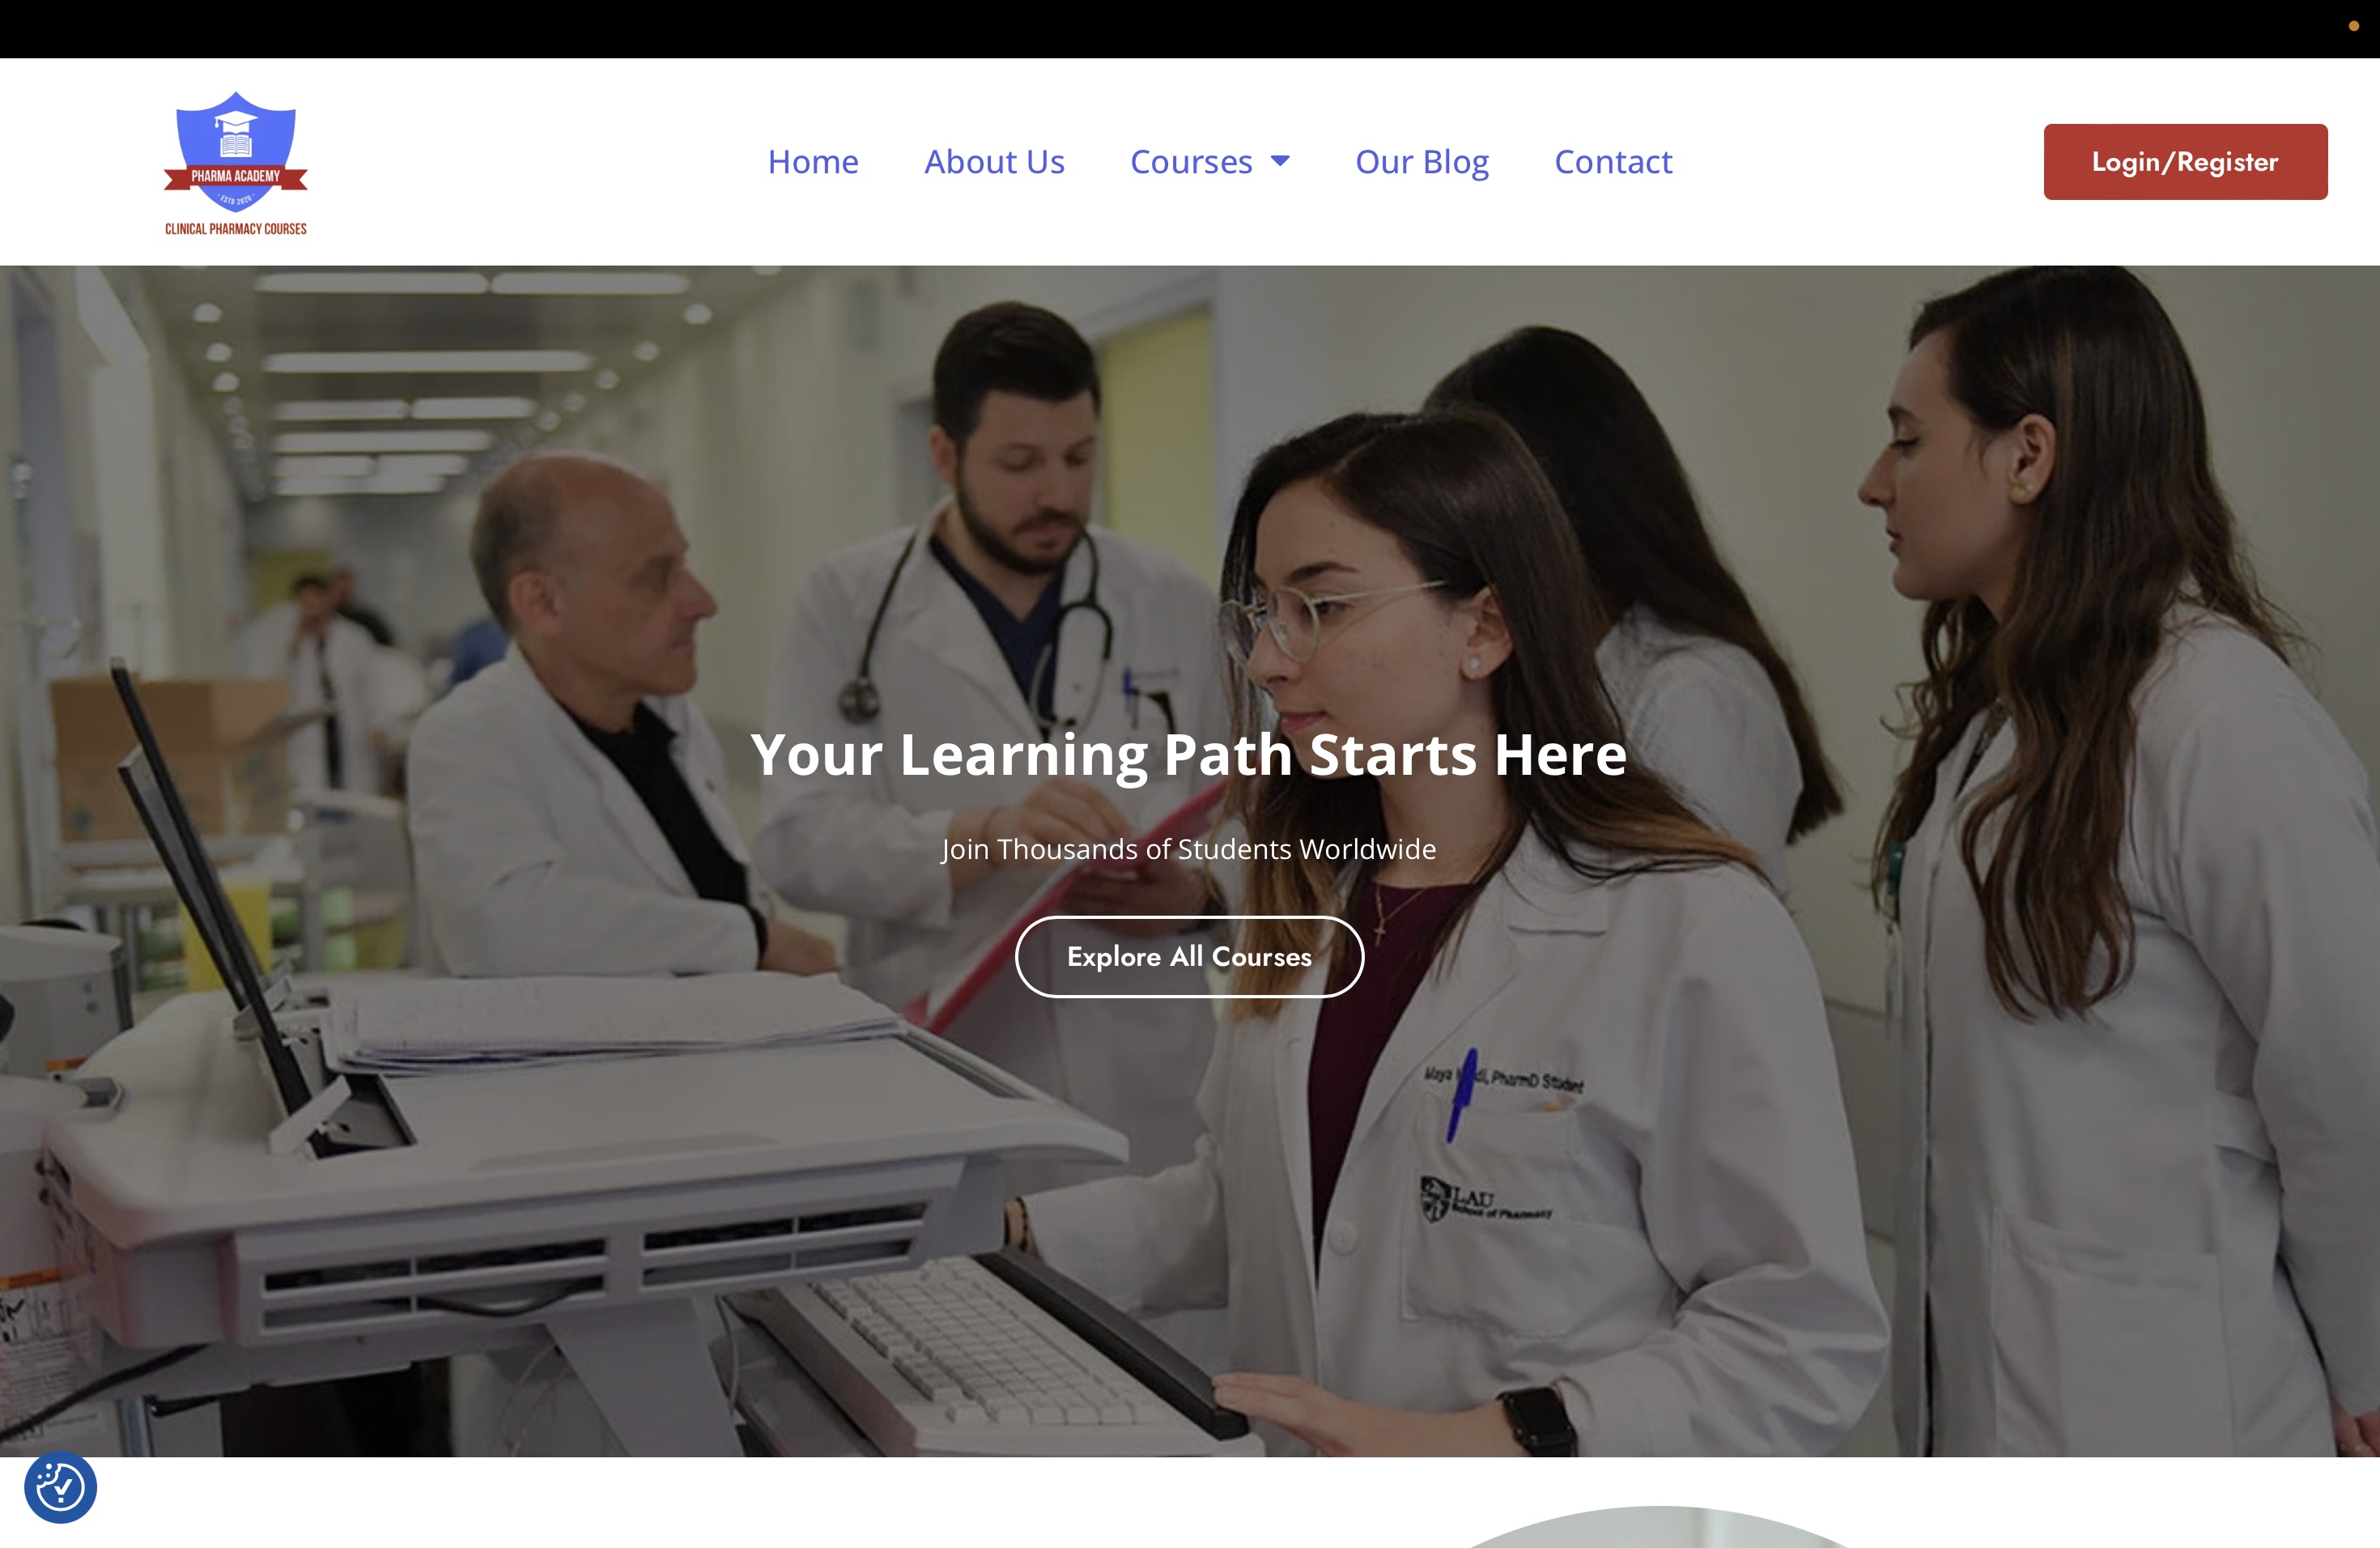 PHARMA ACADEMY
· ESTD 2020 ·
CLINICAL PHARMACY COURSES
Home
About Us
Courses
Our Blog
Contact
Login/Register
Your Learning Path Starts Here
Join Thousands of Students Worldwide
Explore All Courses
Maya PharmD Student
LAU
School of Pharmacy